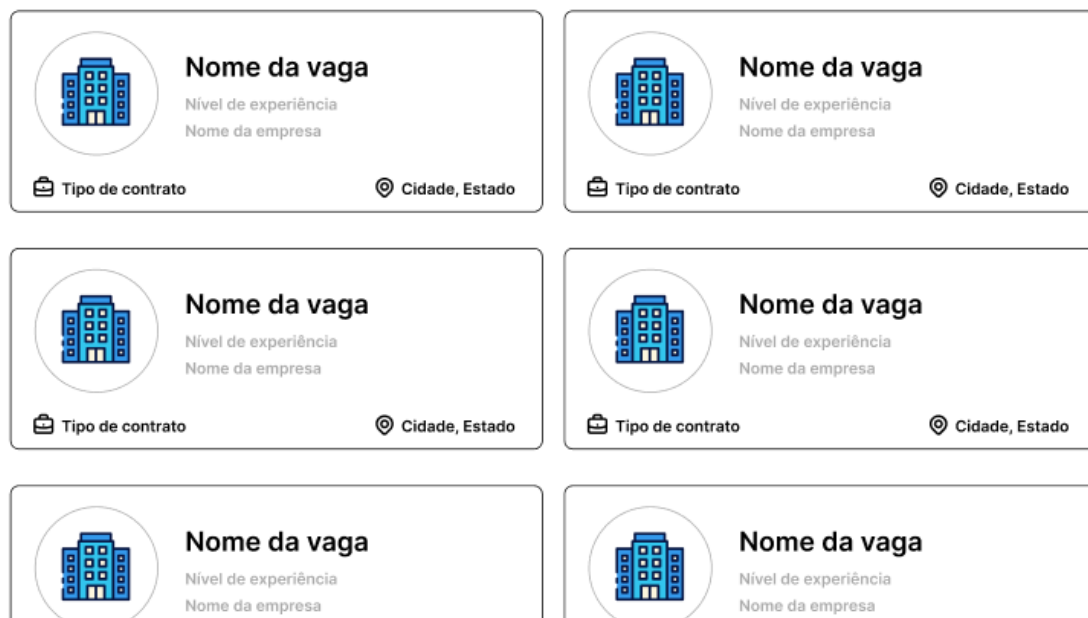 Nome da vaga
Nível de experiência
Nome da empresa
Tipo de contrato
Cidade, Estado
Nome da vaga
Nível de experiência
Nome da empresa
Tipo de contrato
Cidade, Estado
Nome da vaga
Nível de experiência
Nome da empresa
Tipo de contrato
Cidade, Estado
Nome da vaga
Nível de experiência
Nome da empresa
Tipo de contrato
Cidade, Estado
Nome da vaga
Nível de experiência
Nome da empresa
Nome da vaga
Nível de experiência
Nome da empresa